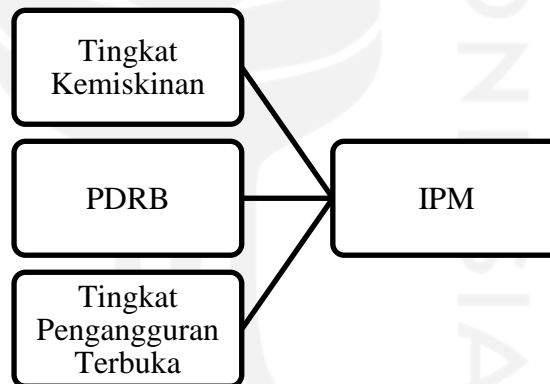 Tingkat
Kemiskinan
PDRB
IPM
Tingkat
Pengangguran
Terbuka